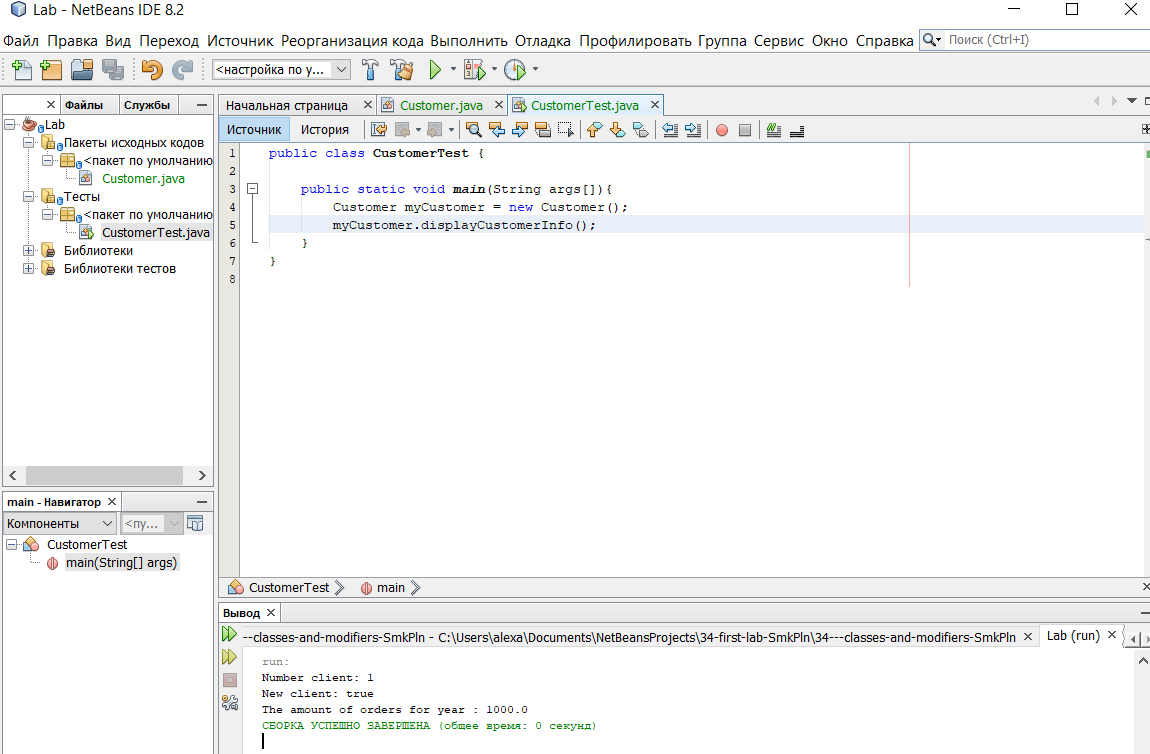 Lab - NetBeans IDE 8.2
Файл Правка Вид Переход Источник Реорганизация кода Выполнить Отладка Профилировать Группа Сервис Окно Справка Поиск (Ctrl+I)
<настройка по у...
Файлы Службы
Lab
Пакеты исходных кодов
<пакет по умолчанию
Customer.java
Тесты
<пакет по умолчанию
CustomerTest.java
Библиотеки
Библиотеки тестов
main - Навигатор
Компоненты <пу...
CustomerTest
main(String[] args)
Начальная страница Customer.java CustomerTest.java
Источник История
1 public class CustomerTest {
2
3 public static void main(String args[]){
4 Customer myCustomer = new Customer();
5 myCustomer.displayCustomerInfo();
6 }
7 }
8
CustomerTest main
Вывод
--classes-and-modifiers-SmkPln - C:\Users\alexa\Documents\NetBeansProjects\34-first-lab-SmkPln\34---classes-and-modifiers-SmkPln Lab (run)
run:
Number client: 1
New client: true
The amount of orders for year : 1000.0
СБОРКА УСПЕШНО ЗАВЕРШЕНА (общее время: 0 секунд)